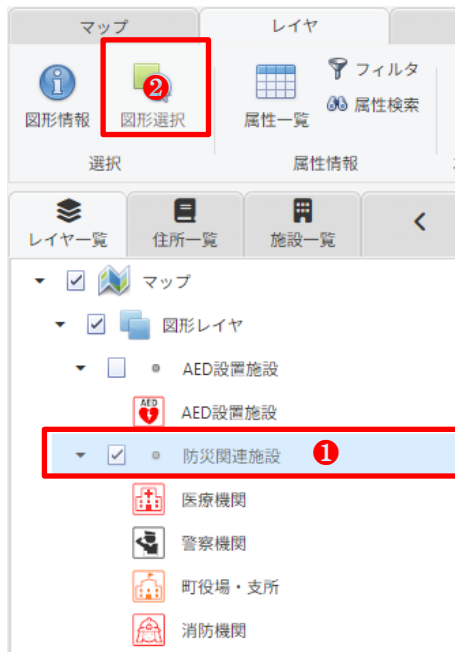 マップ レイヤ
図形情報 ❷ 図形選択 属性一覧 フィルタ
属性検索
選択 属性情報
レイヤ一覧 住所一覧 施設一覧
マップ
図形レイヤ
AED設置施設
AED AED設置施設
防災関連施設 ❶
医療機関
警察機関
町役場・支所
消防機関